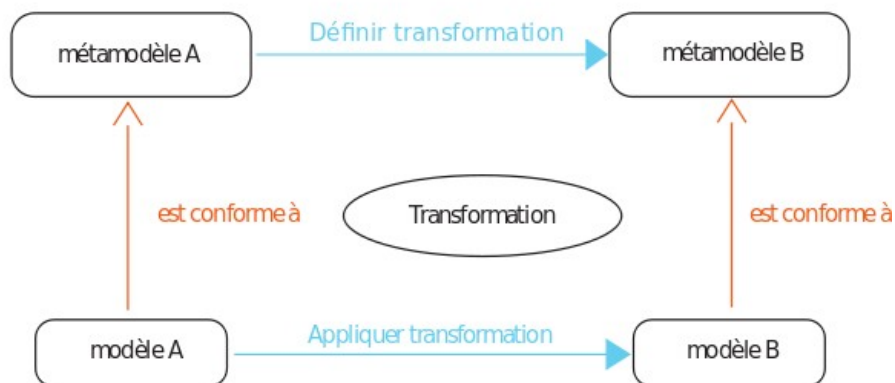 Définir transformation
métamodèle A
métamodèle B
est conforme à
Transformation
est conforme à
Appliquer transformation
modèle A
modèle B